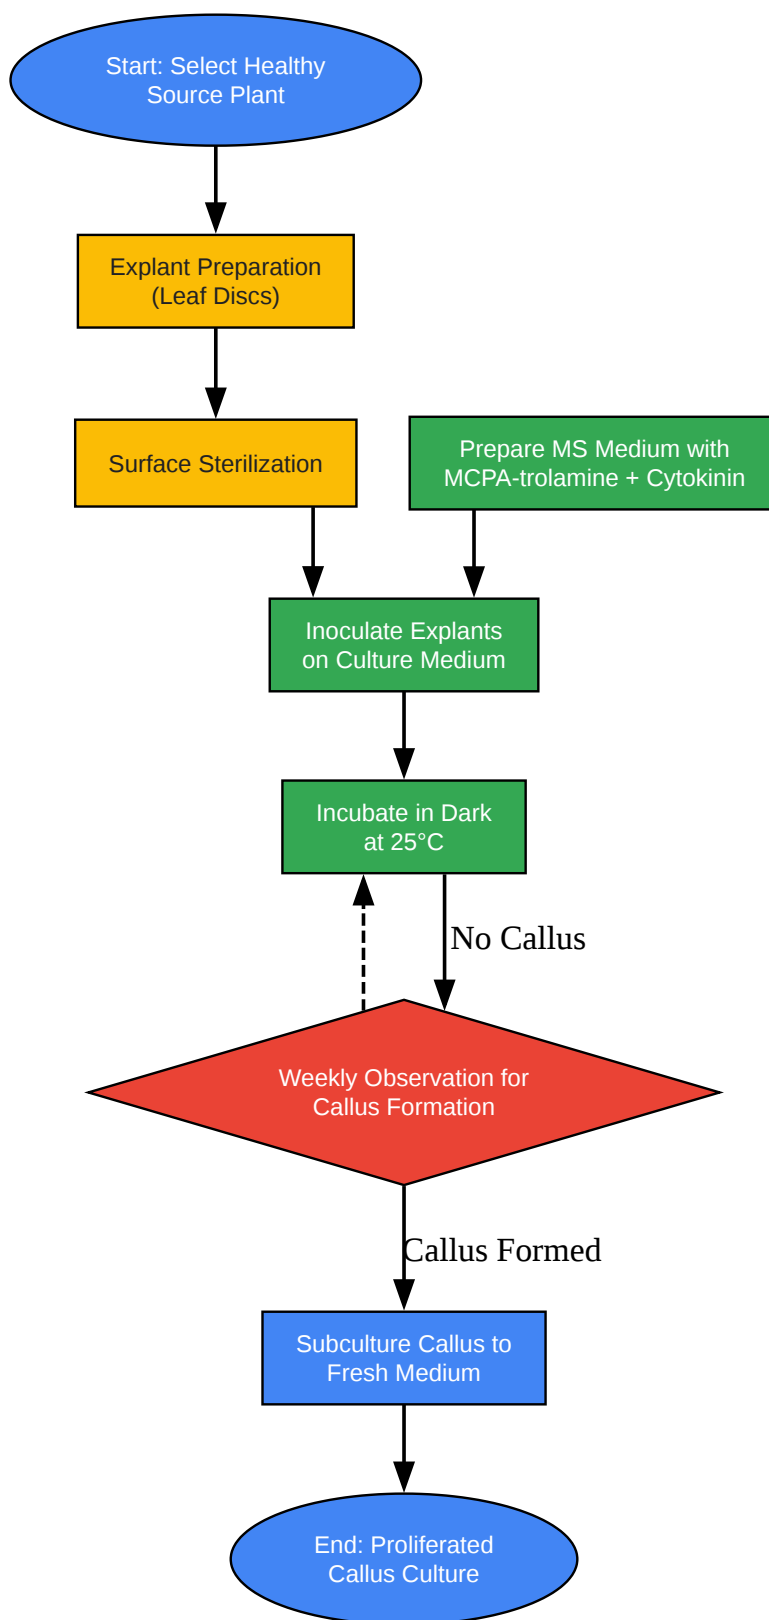 Start: Select Healthy
Source Plant
Explant Preparation
(Leaf Discs)
Surface Sterilization
Prepare MS Medium with
MCPA-trolamine + Cytokinin
Inoculate Explants
on Culture Medium
Incubate in Dark
at 25°C
No Callus
Weekly Observation for
Callus Formation
Callus Formed
Subculture Callus to
Fresh Medium
End: Proliferated
Callus Culture